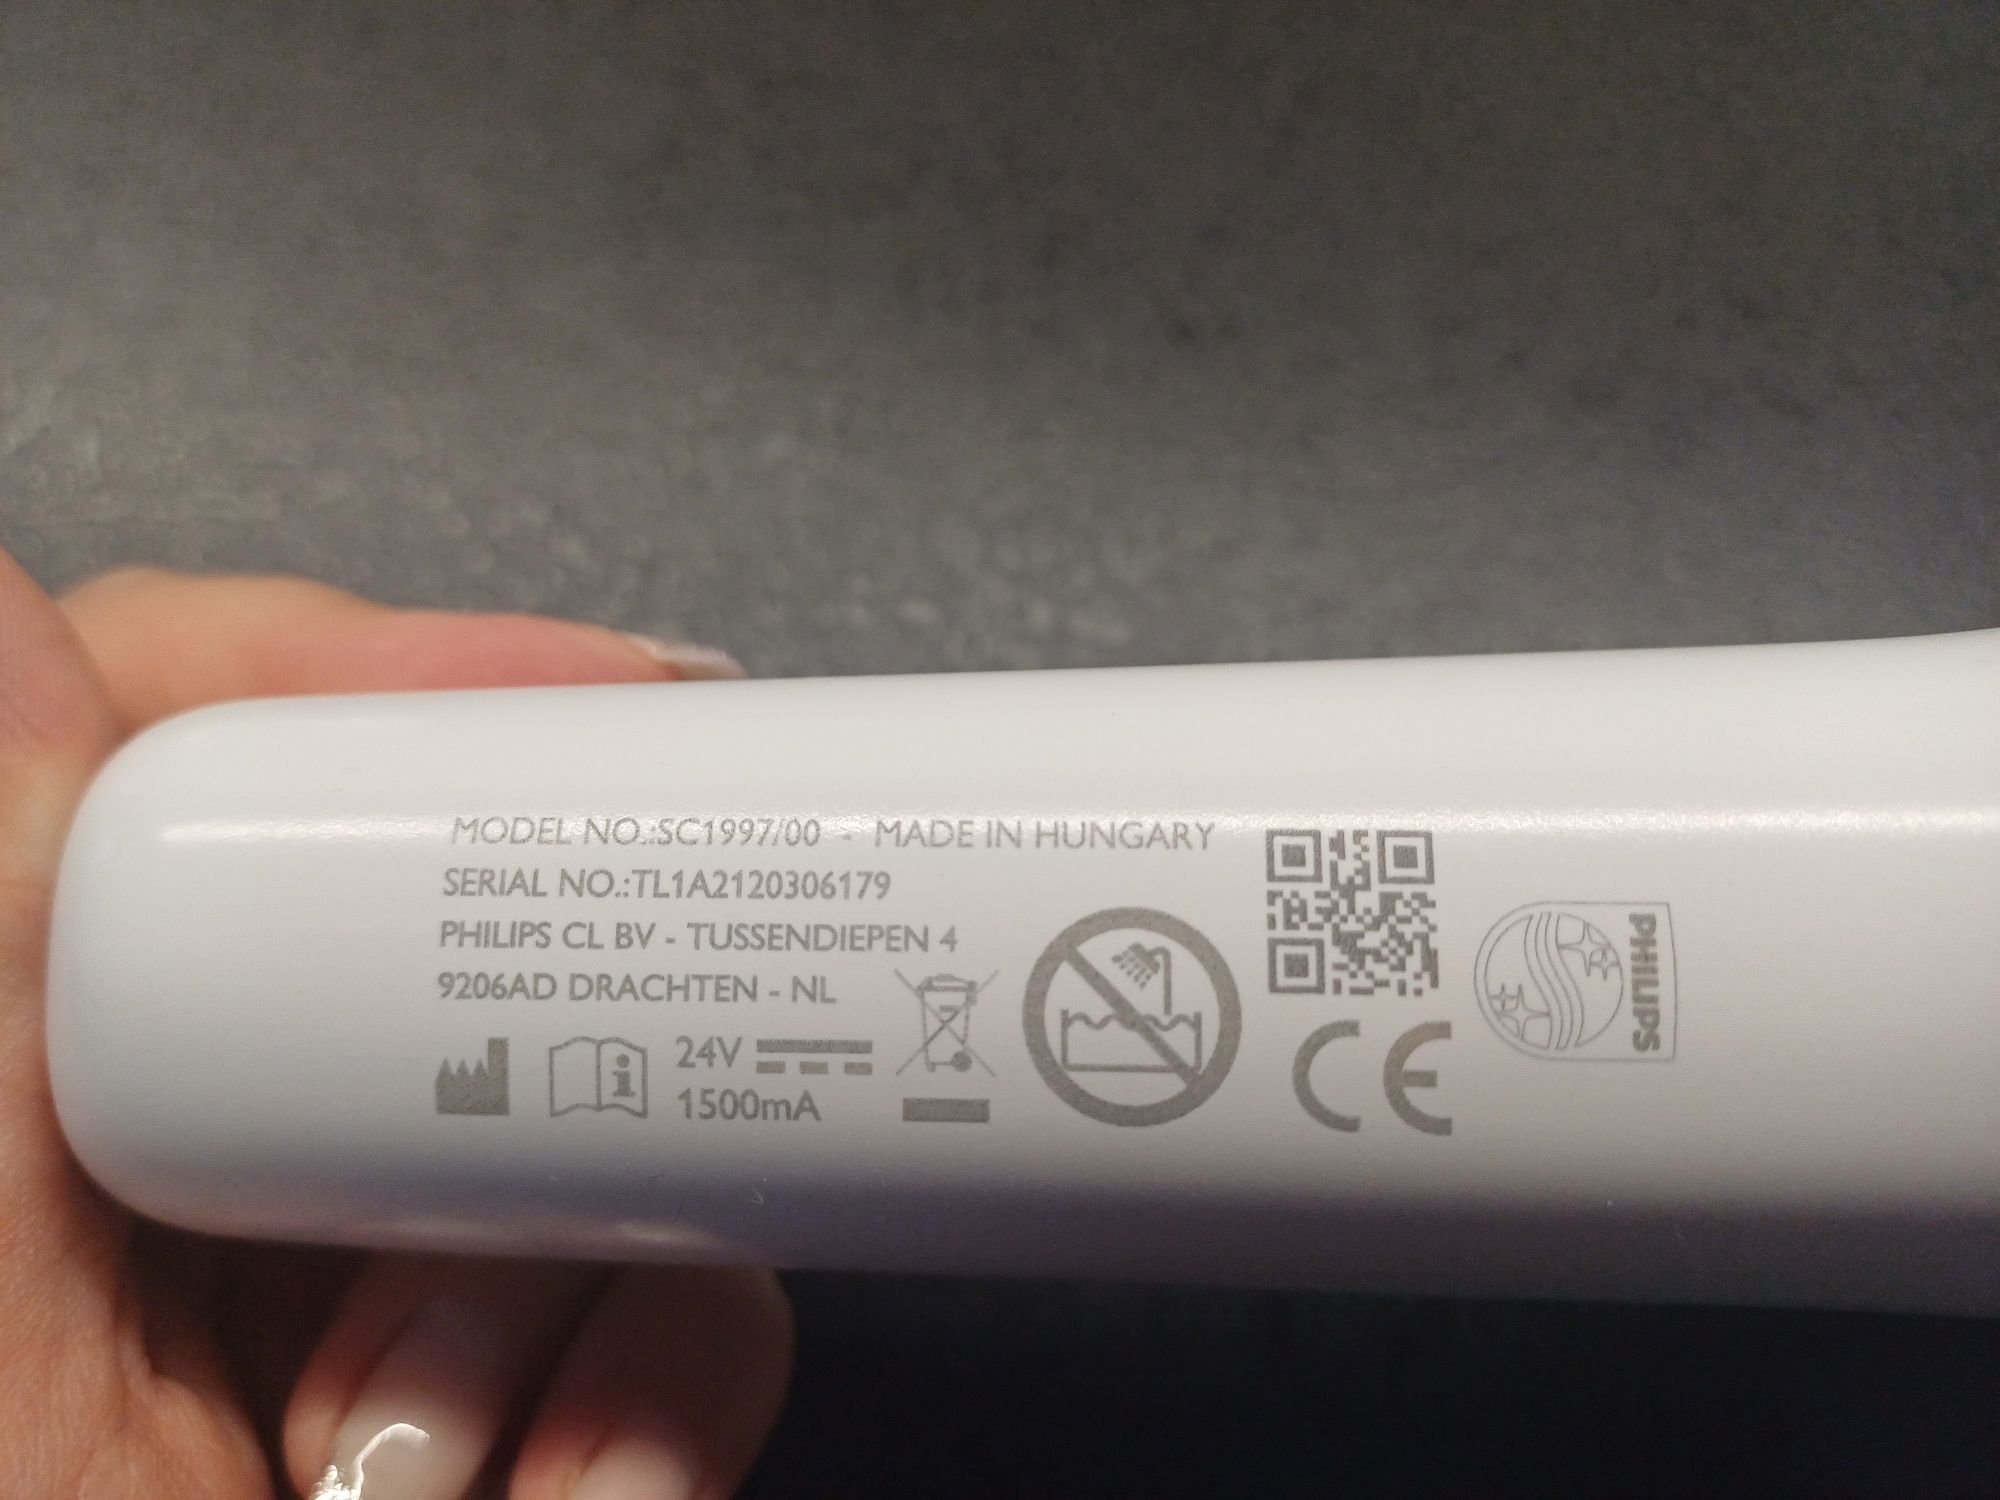 MODEL NO.:SC1997/00 - MADE IN HUNGARY
SERIAL NO.:TL1A2120306179
PHILIPS CL BV - TUSSENDIEPEN 4
9206AD DRACHTEN - NL
24V
1500mA
CE
PHILIPS